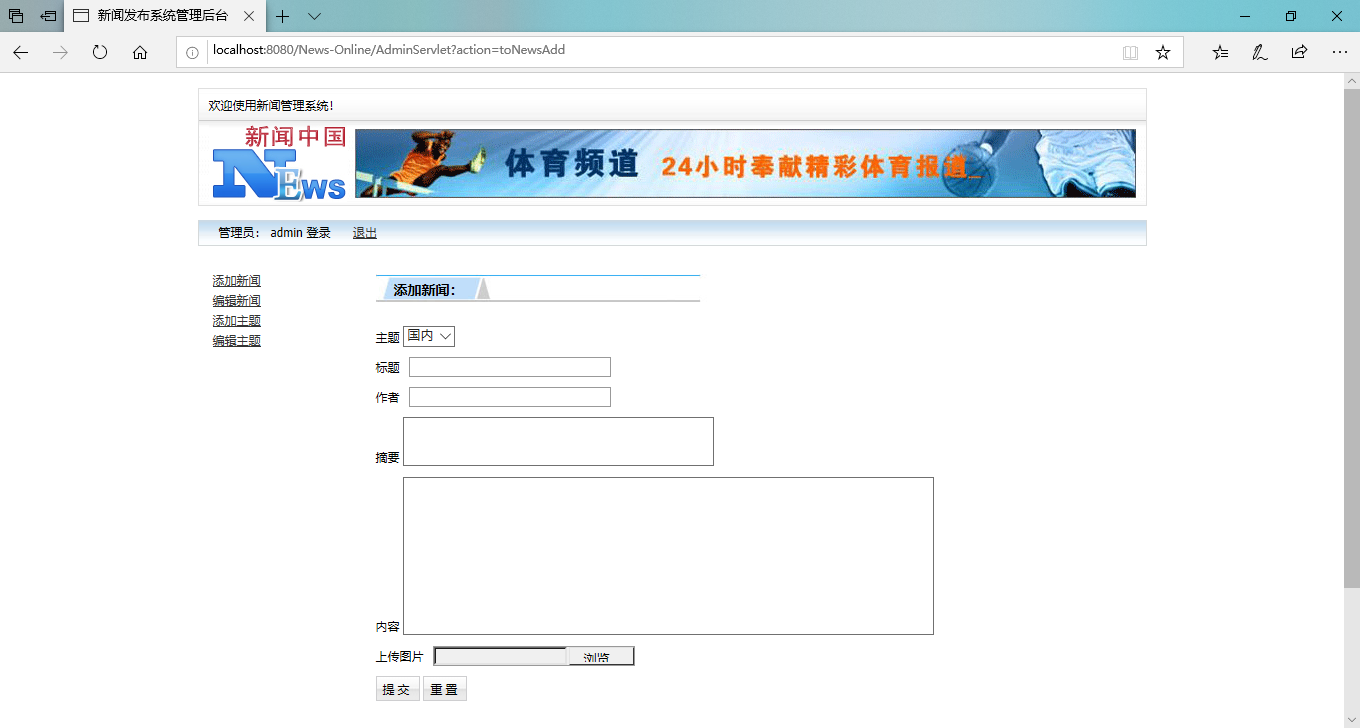 新闻发布系统管理后台
localhost:8080/News-Online/AdminServlet?action=toNewsAdd
欢迎使用新闻管理系统!
新闻中国
News
体育频道 24小时奉献精彩体育报道_
管理员: admin 登录 退出
添加新闻
编辑新闻
添加主题
编辑主题
添加新闻:
主题 国内
标题
作者
摘要
内容
上传图片 浏览
提交 重置